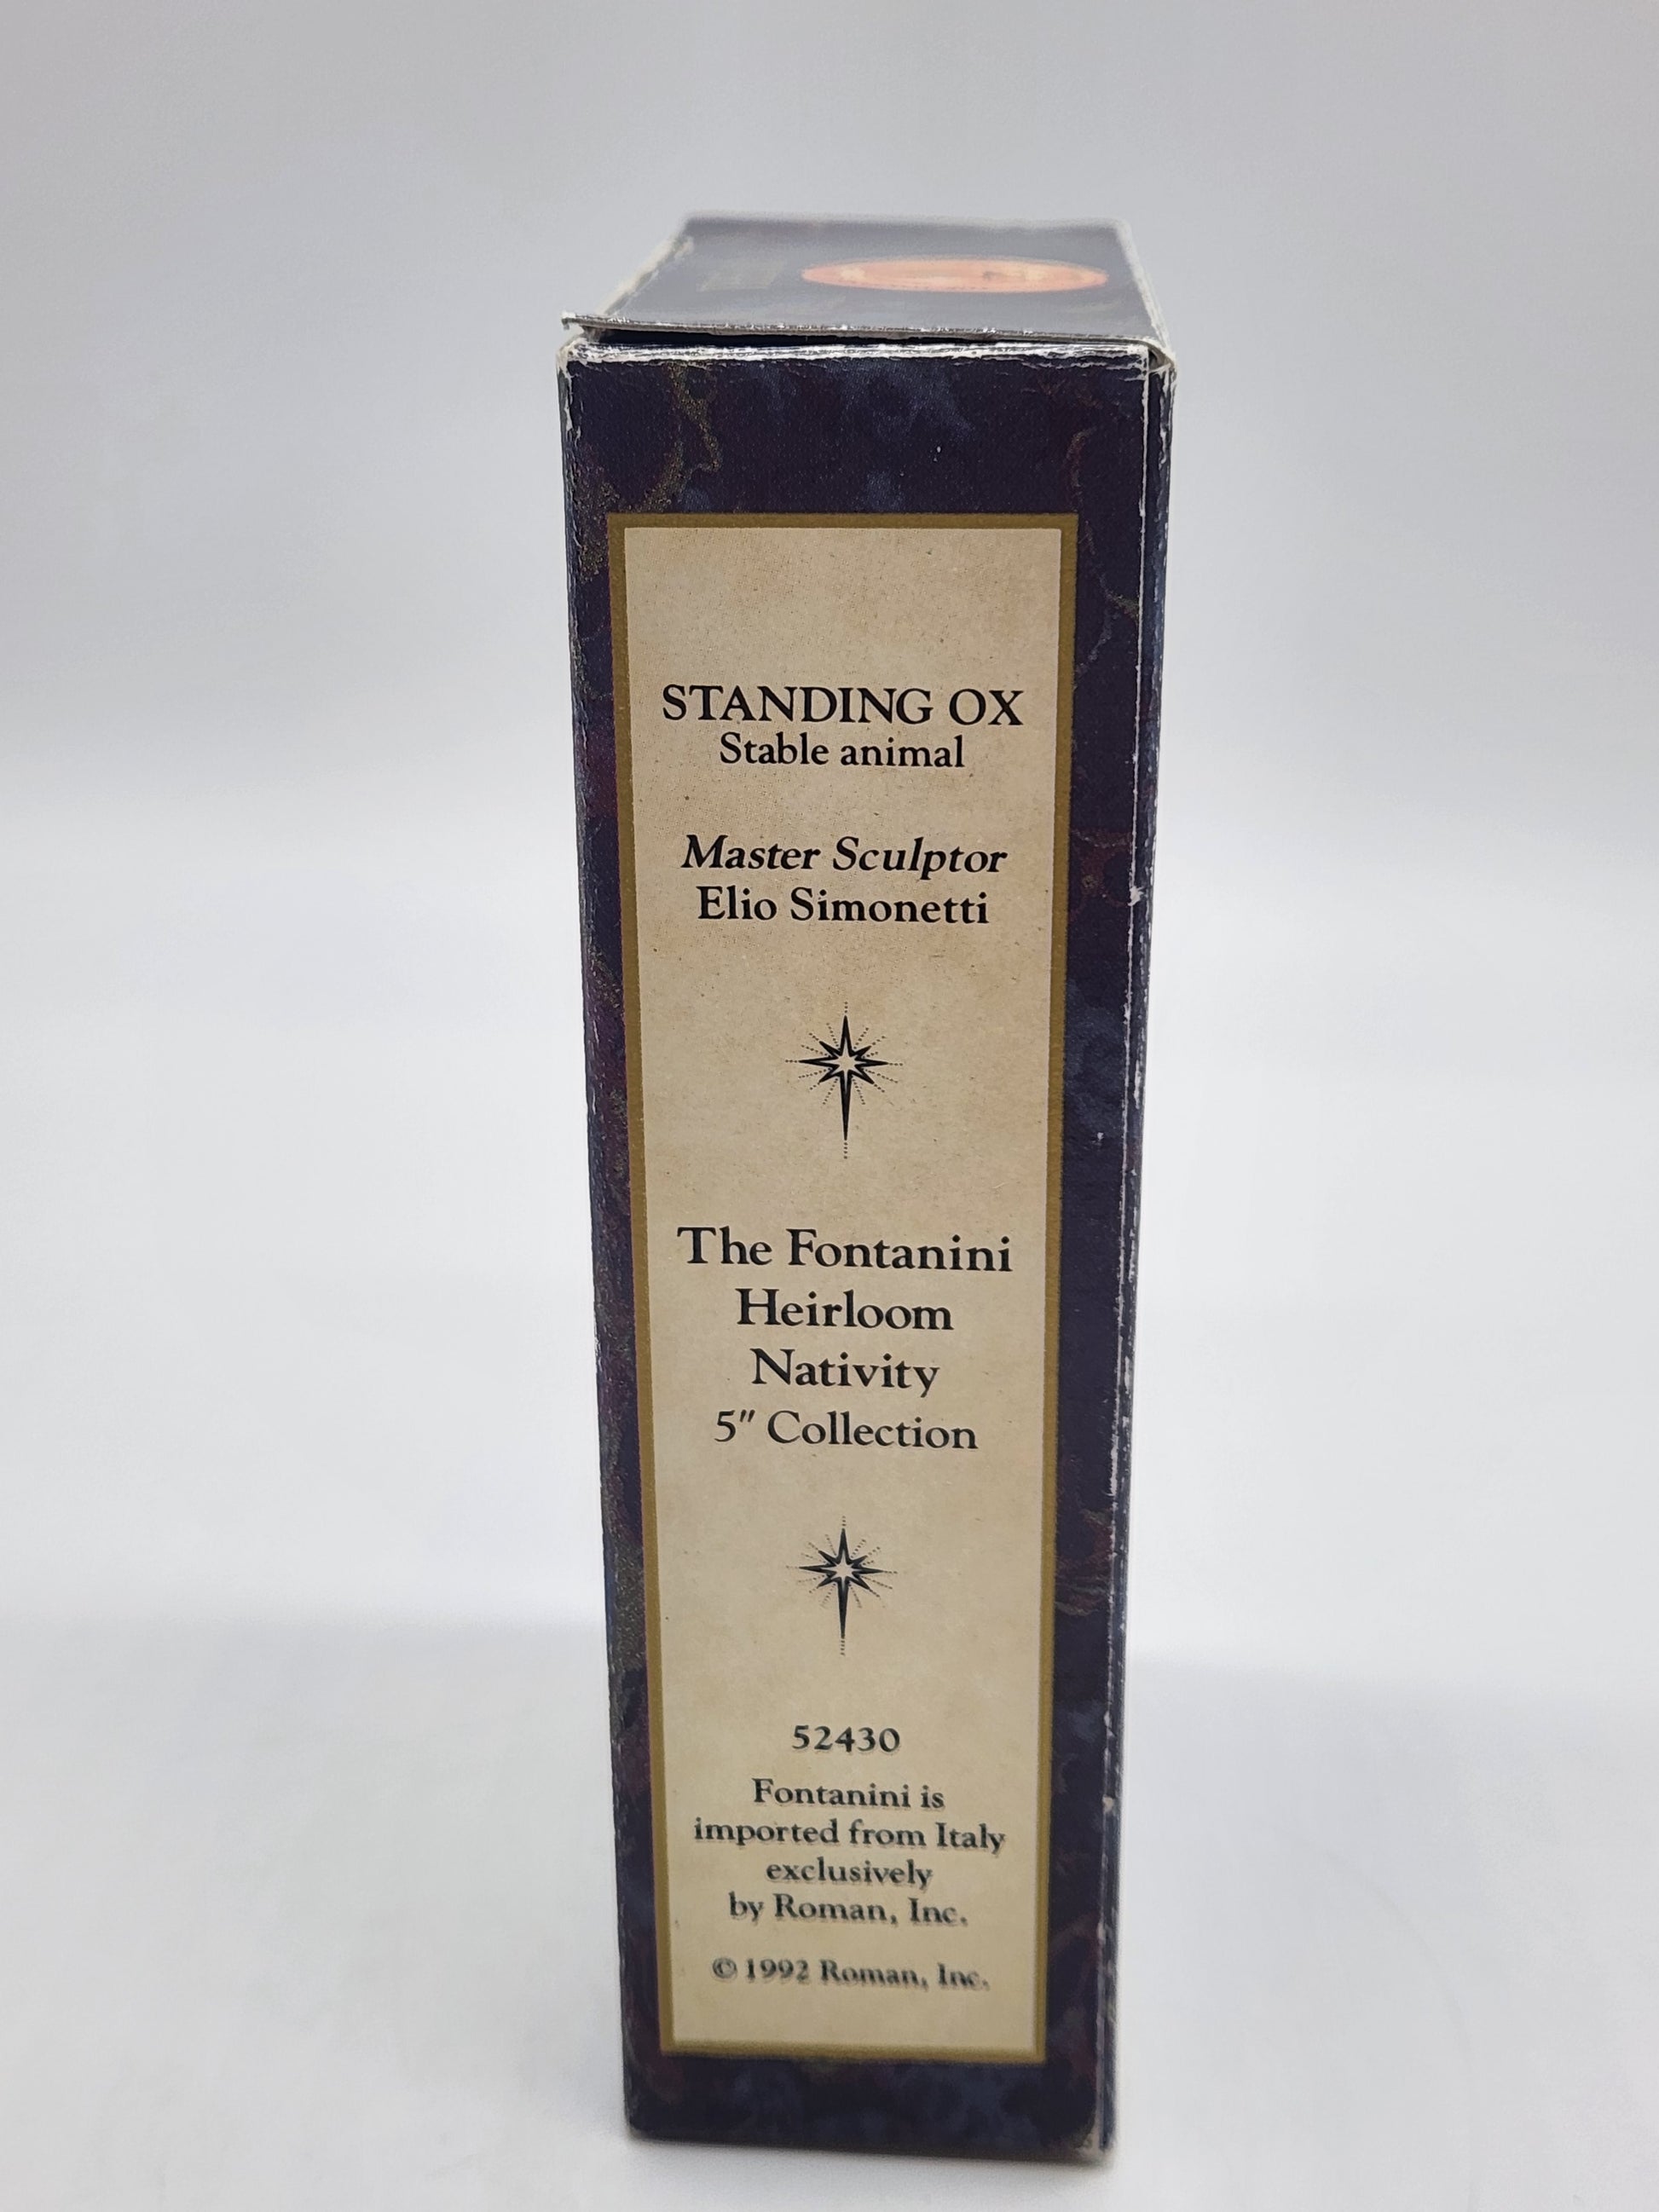 STANDING OX
Stable animal
Master Sculptor
Elio Simonetti
The Fontanini
Heirloom
Nativity
5" Collection
52430
Fontanini is
imported from Italy
exclusively
by Roman, Inc.
© 1992 Roman, Inc.